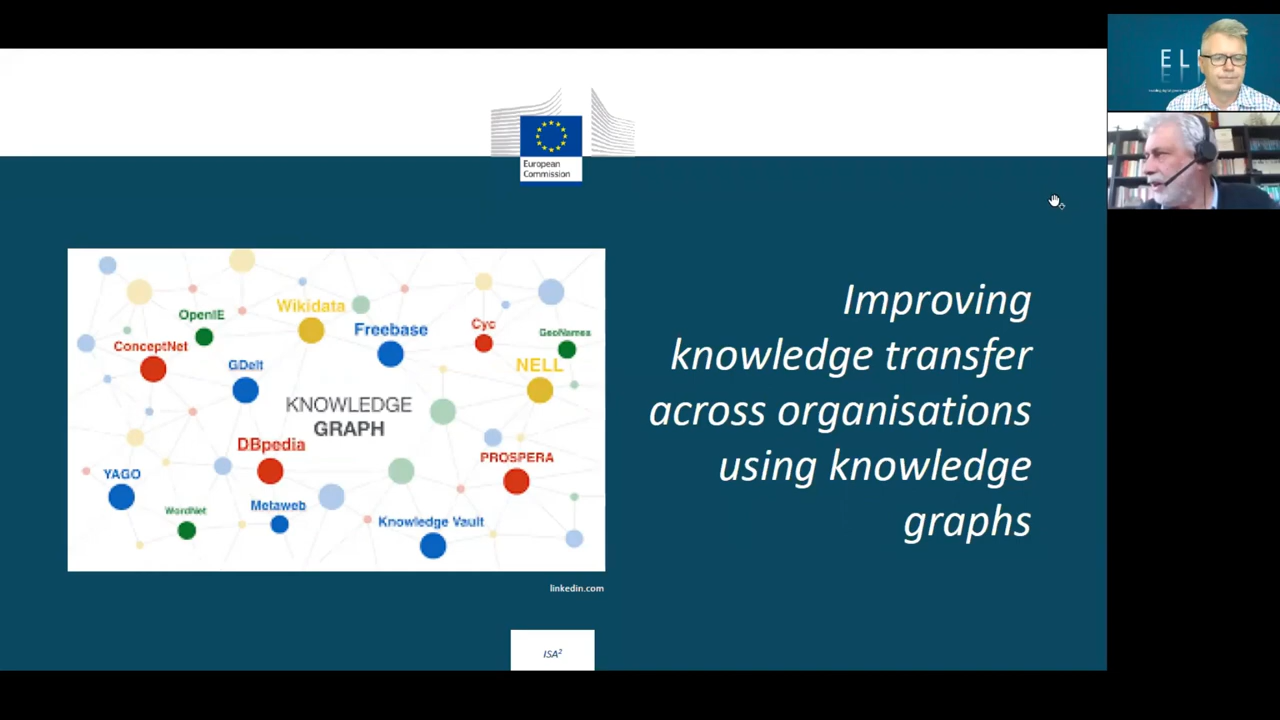 European
Commission
OpenIE
Wikidata
Freebase
Cyc
GeoNames
ConceptNet
GDelt
NELL
KNOWLEDGE
GRAPH
DBpedia
PROSPERA
YAGO
WordNet
Metaweb
Knowledge Vault
linkedin.com
Improving
knowledge transfer
across organisations
using knowledge
graphs
ISA²